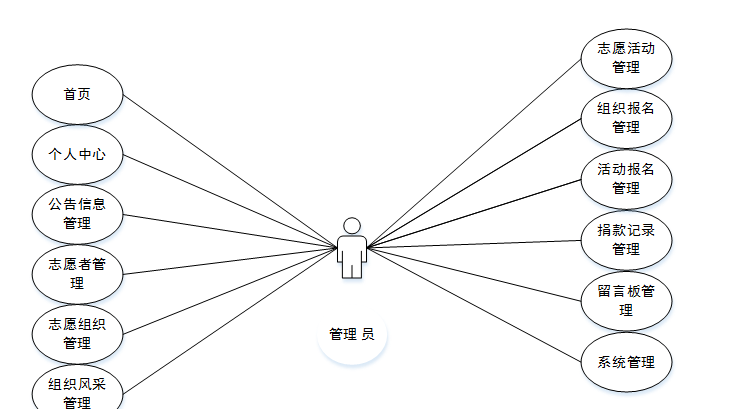 首页
个人中心
公告信息
管理
志愿者管
理
志愿组织
管理
组织风采
管理
管理 员
志愿活动
管理
组织报名
管理
活动报名
管理
捐款记录
管理
留言板管
理
系统管理